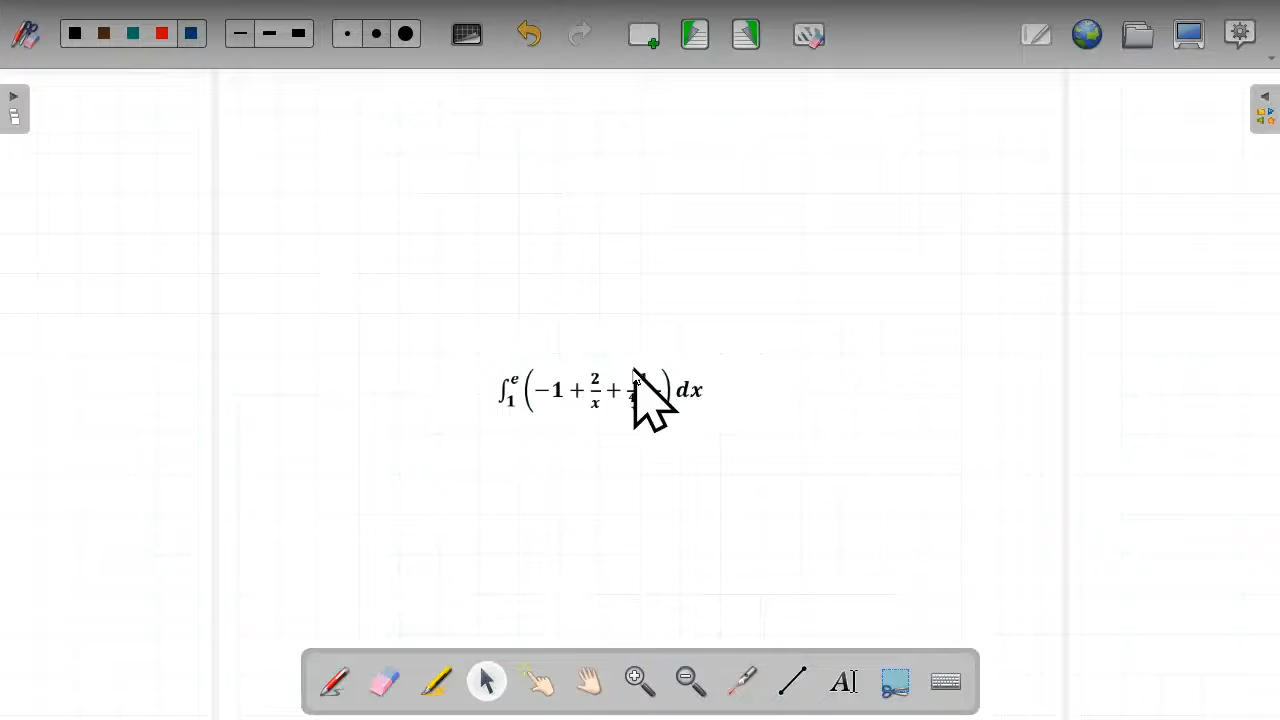 ∫₁ᵉ (−1 + 2/x + ) dx